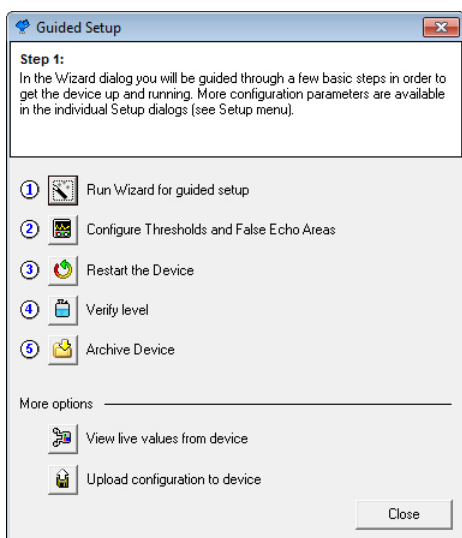 Guided Setup
Step 1:
In the Wizard dialog you will be guided through a few basic steps in order to
get the device up and running. More configuration parameters are available
in the individual Setup dialogs (see Setup menu).
1 Run Wizard for guided setup
2 Configure Thresholds and False Echo Areas
3 Restart the Device
4 Verify level
5 Archive Device
More options
View live values from device
Upload configuration to device
Close